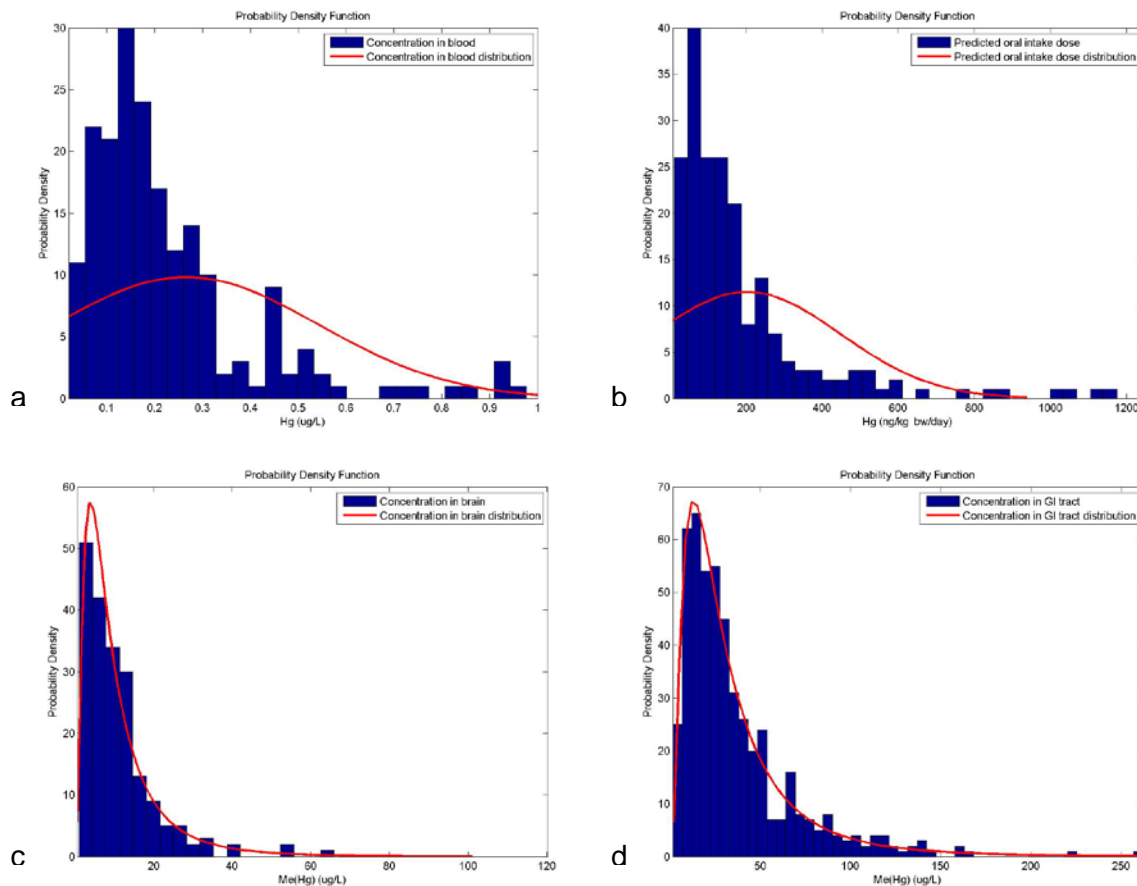 Probability Density Function
30
25
20
15
10
5
0
Probability Density
Concentration in blood
Concentration in blood distribution
0.1 0.2 0.3 0.4 0.5 0.6 0.7 0.8 0.9 1
Hg (ug/L)
a
Probability Density Function
40
35
30
25
20
15
10
5
0
Probability Density
Predicted oral intake dose
Predicted oral intake dose distribution
200 400 600 800 1000 1200
Hg (ng/kg bw/day)
b
Probability Density Function
60
50
40
30
20
10
0
Probability Density
Concentration in brain
Concentration in brain distribution
20 40 60 80 100 120
Me(Hg) (ug/L)
c
Probability Density Function
70
60
50
40
30
20
10
0
Probability Density
Concentration in GI tract
Concentration in GI tract distribution
50 100 150 200 250
Me(Hg) (ug/L)
d